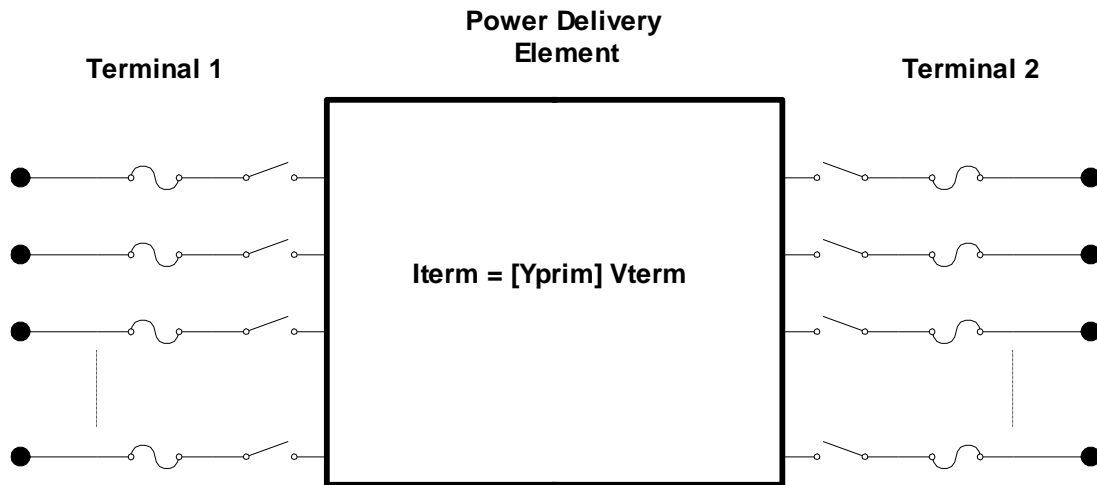 Power Delivery
Element
Terminal 1
Terminal 2
Iterm = [Yprim] Vterm